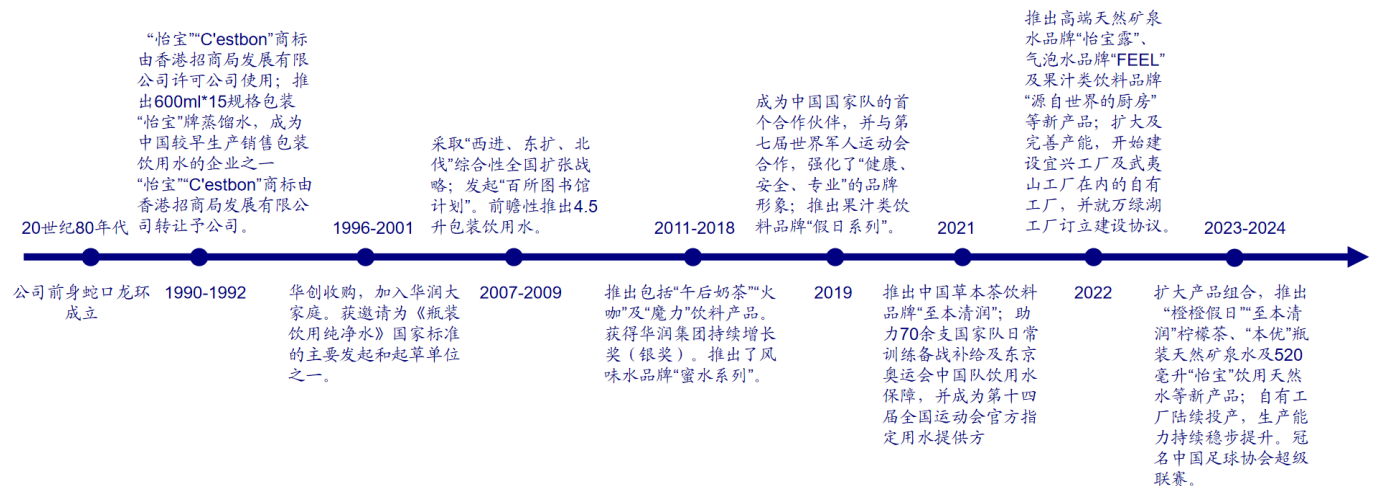 20世纪80年代
公司前身蛇口龙环
成立
“怡宝”“C'estbon”商标
由香港招商局发展有限
公司许可公司使用；推
出600ml*15规格包装
“怡宝”牌蒸馏水，成为
中国较早生产销售包装
饮用水的企业之一
“怡宝”“C'estbon”商标由
香港招商局发展有限公
司转让予公司。
1990-1992
1996-2001
华创收购，加入华润大
家庭。获邀请为《瓶装
饮用纯净水》国家标准
的主要发起和起草单位
之一。
采取“西进、东扩、北
伐”综合性全国扩张战
略；发起“百所图书馆
计划”。前瞻性推出4.5
升包装饮用水。
2007-2009
2011-2018
推出包括“午后奶茶”“火
咖”及“魔力”饮料产品。
获得华润集团持续增长
奖（银奖）。推出了风
味水品牌“蜜水系列”。
成为中国国家队的首
个合作伙伴，并与第
七届世界军人运动会
合作，强化了“健康、
安全、专业”的品牌
形象；推出果汁类饮
料品牌“假日系列”。
2019
2021
推出中国草本茶饮料
品牌“至本清润”；助
力70余支国家队日常
训练备战补给及东京
奥运会中国队饮用水
保障，并成为第十四
届全国运动会官方指
定用水提供方
推出高端天然矿泉
水品牌“怡宝露”、
气泡水品牌“FEEL”
及果汁类饮料品牌
“源自世界的厨房”
等新产品；扩大及
完善产能，开始建
设宜兴工厂及武夷
山工厂在内的自有
工厂，并就万绿湖
工厂订立建设协议。
2022
2023-2024
扩大产品组合，推出
“橙橙假日”“至本清
润”柠檬茶、“本优”瓶
装天然矿泉水及520
毫升“怡宝”饮用天然
水等新产品；自有工
厂陆续投产，生产能
力持续稳步提升。冠
名中国足球协会超级
联赛。